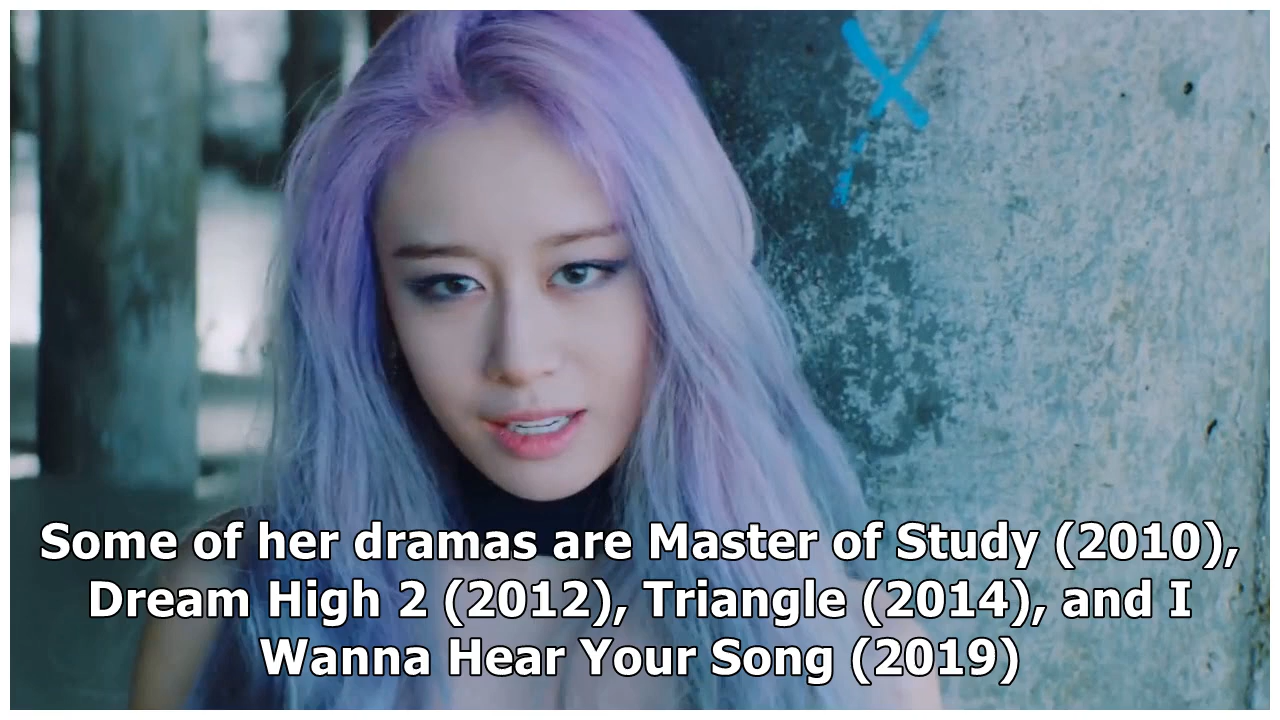 Some of her dramas are Master of Study (2010),
Dream High 2 (2012), Triangle (2014), and I
Wanna Hear Your Song (2019)